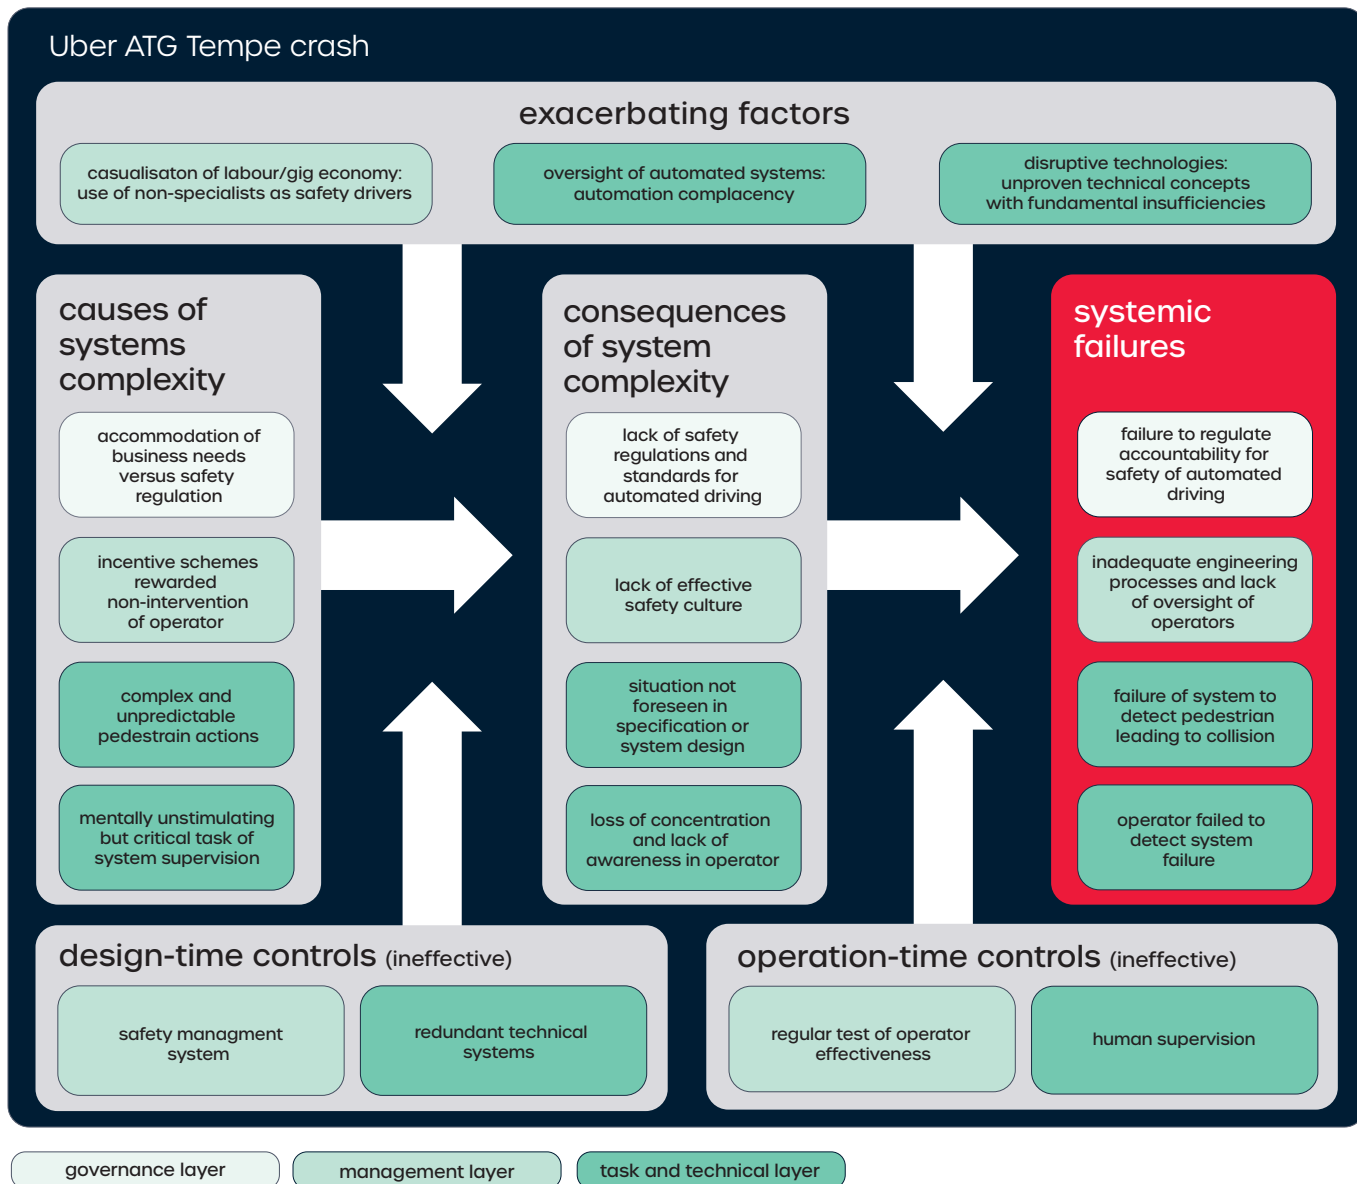 Uber ATG Tempe crash
exacerbating factors
casualisaton of labour/gig economy:
use of non-specialists as safety drivers
oversight of automated systems:
automation complacency
disruptive technologies:
unproven technical concepts
with fundamental insufficiencies
causes of
systems
complexity
accommodation of
business needs
versus safety
regulation
incentive schemes
rewarded
non-intervention
of operator
complex and
unpredictable
pedestrain actions
mentally unstimulating
but critical task of
system supervision
consequences
of system
complexity
lack of safety
regulations and
standards for
automated driving
lack of effective
safety culture
situation not
foreseen in
specification or
system design
loss of concentration
and lack of
awareness in operator
systemic
failures
failure to regulate
accountability for
safety of automated
driving
inadequate engineering
processes and lack
of oversight of
operators
failure of system to
detect pedestrian
leading to collision
operator failed to
detect system
failure
design-time controls (ineffective)
safety managment
system
redundant technical
systems
operation-time controls (ineffective)
regular test of operator
effectiveness
human supervision
governance layer
management layer
task and technical layer